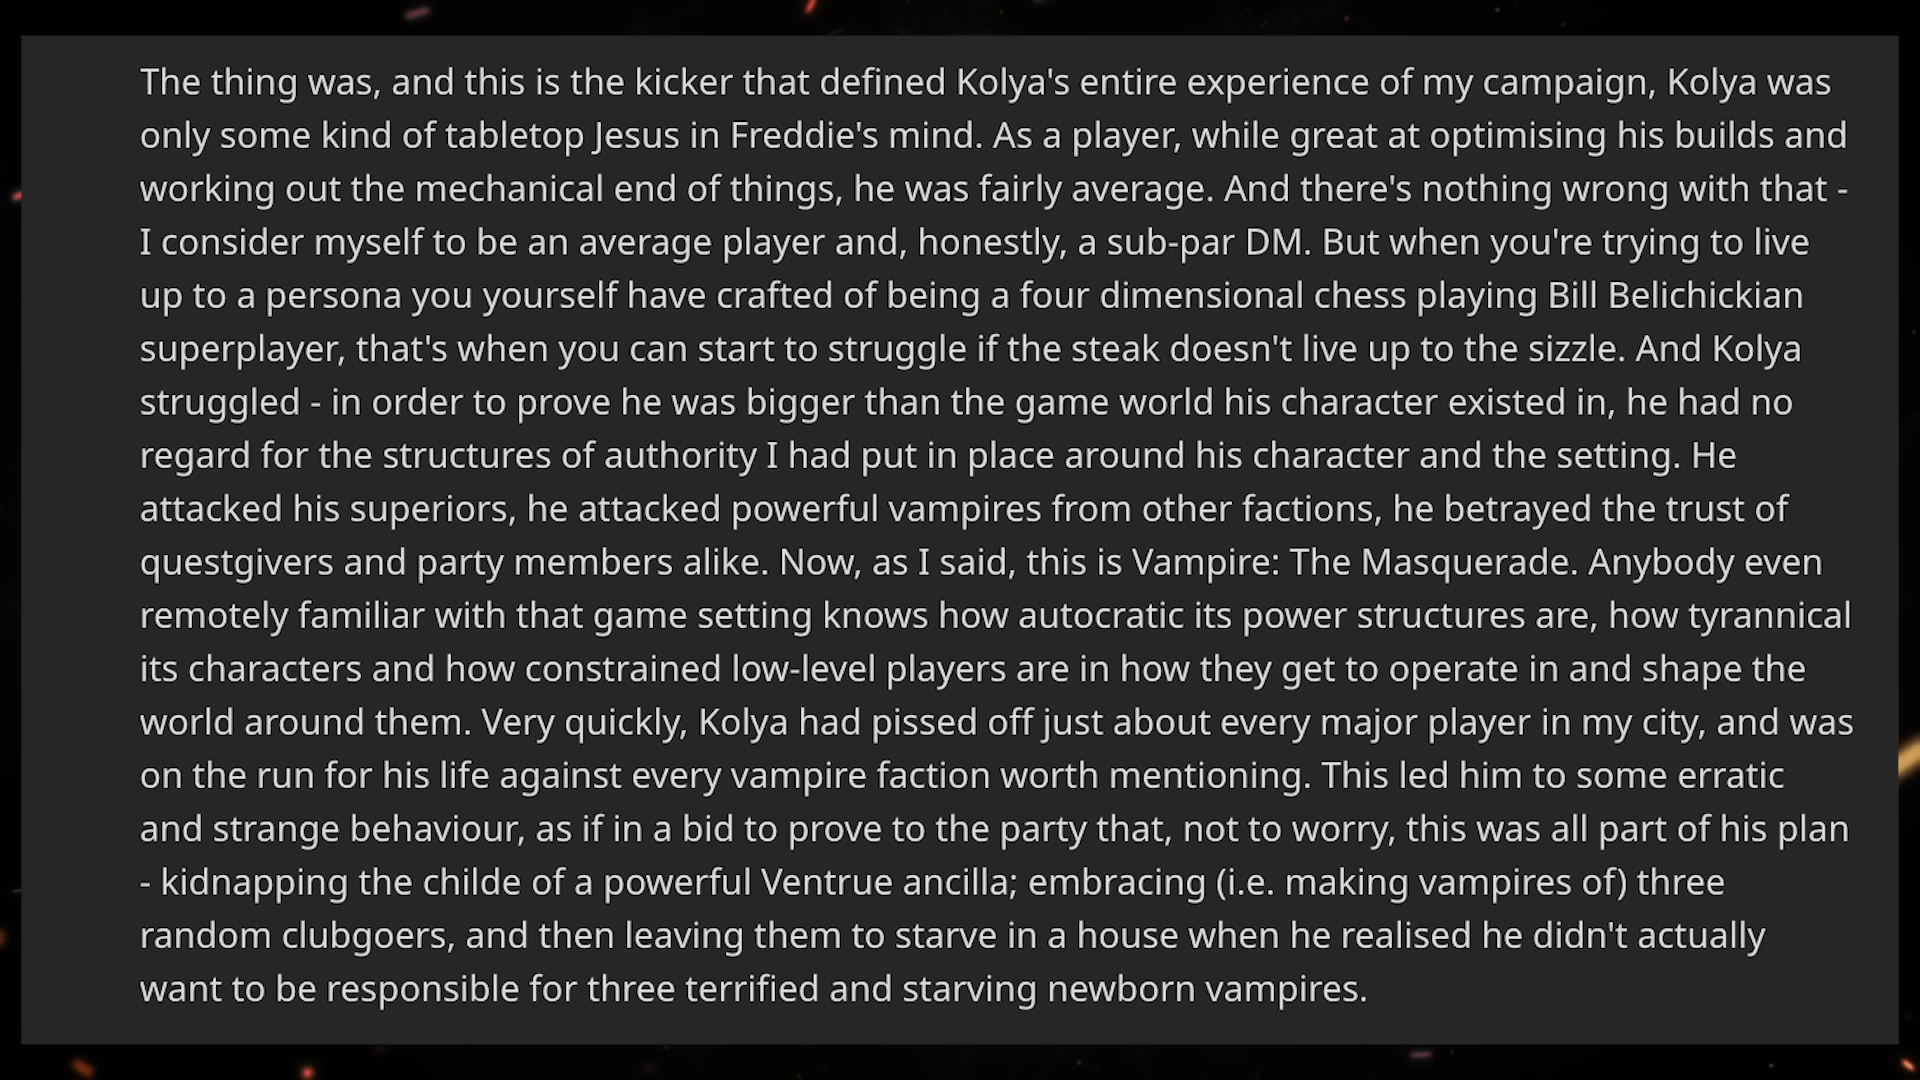 The thing was, and this is the kicker that defined Kolya's entire experience of my campaign, Kolya was
only some kind of tabletop Jesus in Freddie's mind. As a player, while great at optimising his builds and
working out the mechanical end of things, he was fairly average. And there's nothing wrong with that -
I consider myself to be an average player and, honestly, a sub-par DM. But when you're trying to live
up to a persona you yourself have crafted of being a four dimensional chess playing Bill Belichickian
superplayer, that's when you can start to struggle if the steak doesn't live up to the sizzle. And Kolya
struggled - in order to prove he was bigger than the game world his character existed in, he had no
regard for the structures of authority I had put in place around his character and the setting. He
attacked his superiors, he attacked powerful vampires from other factions, he betrayed the trust of
questgivers and party members alike. Now, as I said, this is Vampire: The Masquerade. Anybody even
remotely familiar with that game setting knows how autocratic its power structures are, how tyrannical
its characters and how constrained low-level players are in how they get to operate in and shape the
world around them. Very quickly, Kolya had pissed off just about every major player in my city, and was
on the run for his life against every vampire faction worth mentioning. This led him to some erratic
and strange behaviour, as if in a bid to prove to the party that, not to worry, this was all part of his plan
- kidnapping the childe of a powerful Ventrue ancilla; embracing (i.e. making vampires of) three
random clubgoers, and then leaving them to starve in a house when he realised he didn't actually
want to be responsible for three terrified and starving newborn vampires.